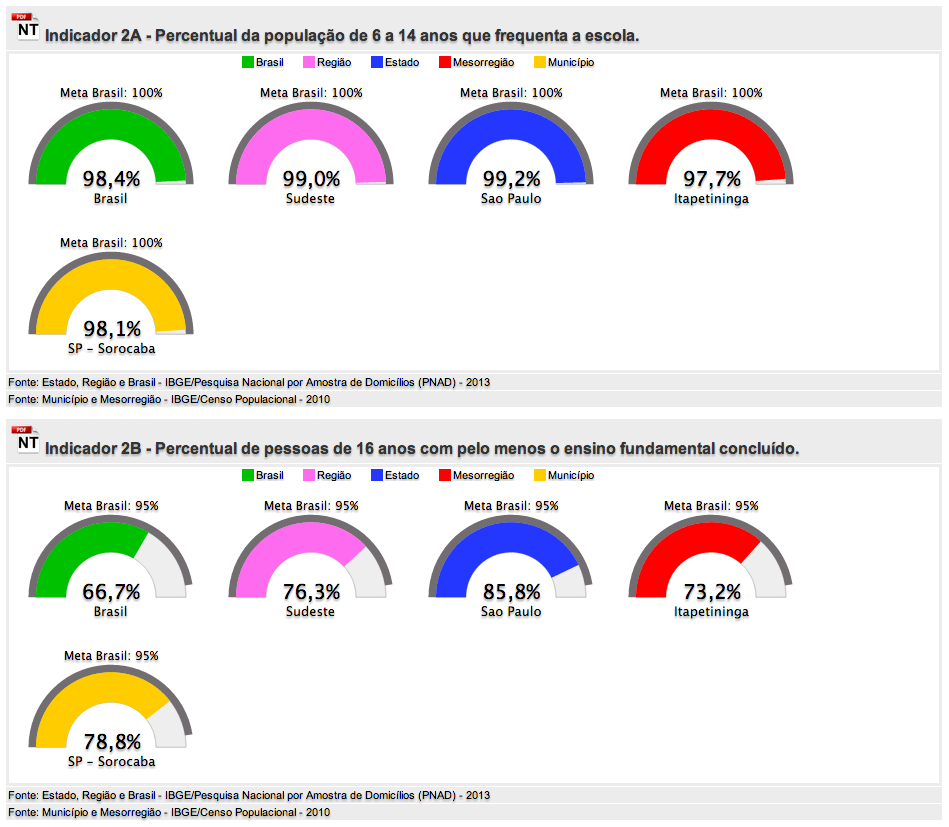 PDF
NT
Indicador 2A - Percentual da população de 6 a 14 anos que frequenta a escola.
Brasil Região Estado Mesorregião Município
Meta Brasil: 100% Meta Brasil: 100% Meta Brasil: 100% Meta Brasil: 100%
98,4% 99,0% 99,2% 97,7%
Brasil Sudeste Sao Paulo Itapetininga
Meta Brasil: 100%
98,1%
SP – Sorocaba
Fonte: Estado, Região e Brasil - IBGE/Pesquisa Nacional por Amostra de Domicílios (PNAD) - 2013
Fonte: Município e Mesorregião - IBGE/Censo Populacional - 2010
PDF
NT
Indicador 2B - Percentual de pessoas de 16 anos com pelo menos o ensino fundamental concluído.
Brasil Região Estado Mesorregião Município
Meta Brasil: 95% Meta Brasil: 95% Meta Brasil: 95% Meta Brasil: 95%
66,7% 76,3% 85,8% 73,2%
Brasil Sudeste Sao Paulo Itapetininga
Meta Brasil: 95%
78,8%
SP – Sorocaba
Fonte: Estado, Região e Brasil - IBGE/Pesquisa Nacional por Amostra de Domicílios (PNAD) - 2013
Fonte: Município e Mesorregião - IBGE/Censo Populacional - 2010